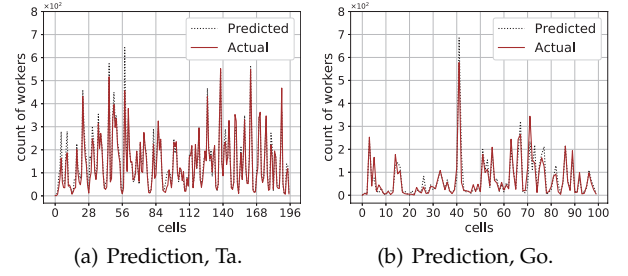 ×10²
8
7
6
5
4
3
2
1
0
count of workers
Predicted
Actual
0 28 56 84 112 140 168 196
cells
(a) Prediction, Ta.
×10²
8
7
6
5
4
3
2
1
0
count of workers
Predicted
Actual
0 10 20 30 40 50 60 70 80 90 100
cells
(b) Prediction, Go.